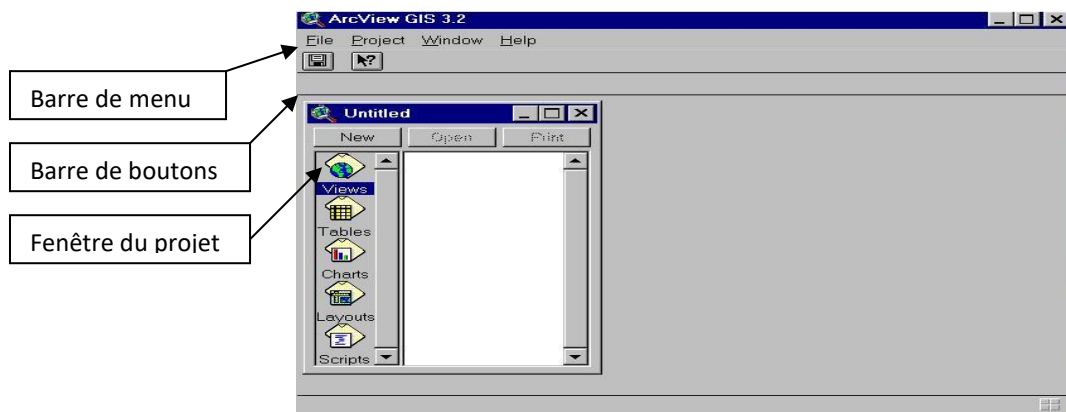 ArcView GIS 3.2
File Project Window Help
Barre de menu
Barre de boutons
Fenêtre du projet
Untitled
New Open Print
Views
Tables
Charts
Layouts
Scripts